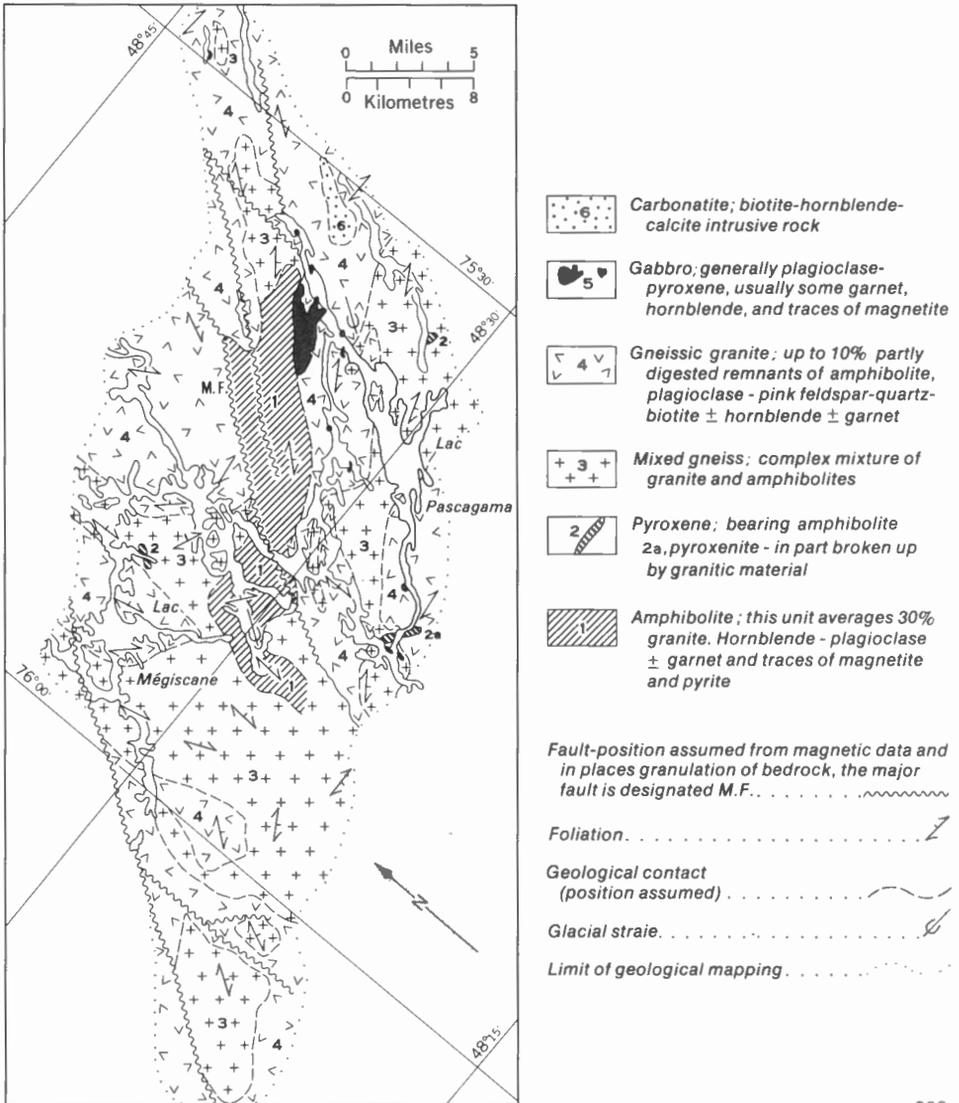 48°45'
Miles
0 5
0 8
Kilometres
3
4
3
6
4
4
75°30'
48°30'
3
2
M.F.
1
4
4
Lac
Pascagama
2
3
3
1
4
4
Lac
2a
4
Mégiscane
1
76°00'
3
4
N
3
4
48°15'
6
Carbonatite; biotite-hornblende-
calcite intrusive rock
5
Gabbro; generally plagioclase-
pyroxene, usually some garnet,
hornblende, and traces of magnetite
4
Gneissic granite; up to 10% partly
digested remnants of amphibolite,
plagioclase - pink feldspar-quartz-
biotite ± hornblende ± garnet
3
Mixed gneiss; complex mixture of
granite and amphibolites
2
Pyroxene; bearing amphibolite
2a, pyroxenite - in part broken up
by granitic material
1
Amphibolite; this unit averages 30%
granite. Hornblende - plagioclase
± garnet and traces of magnetite
and pyrite
Fault-position assumed from magnetic data and
in places granulation of bedrock, the major
fault is designated M.F.
Foliation
Geological contact
(position assumed)
Glacial straie
Limit of geological mapping